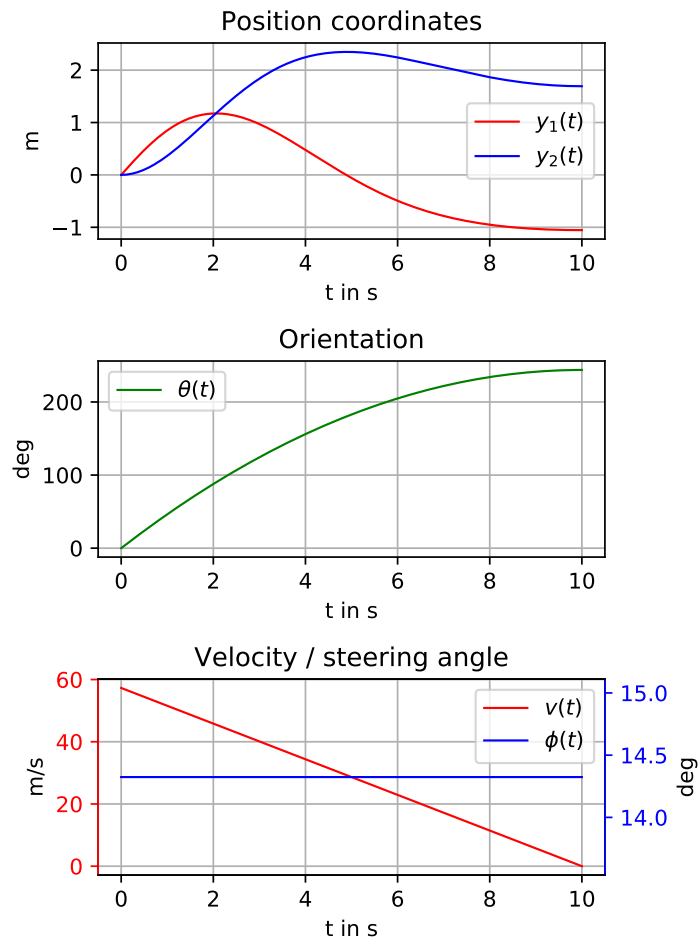 Position coordinates
2
1
0
−1
m
y₁(t)
y₂(t)
0 2 4 6 8 10
t in s
Orientation
200
100
0
deg
θ(t)
0 2 4 6 8 10
t in s
Velocity / steering angle
60
40
20
0
m/s
v(t)
ϕ(t)
15.0
14.5
14.0
deg
0 2 4 6 8 10
t in s